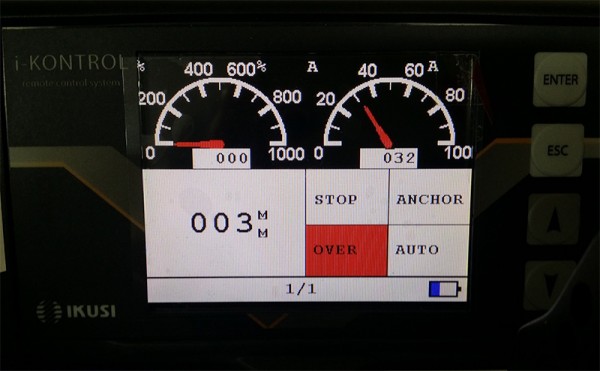 i-KONTROL
remote control system
% 400 600% A 40 60 A
200 800 20 80
0 000 1000 0 032 100
003 M M
STOP ANCHOR
OVER AUTO
1/1
IKUSI
ENTER
ESC